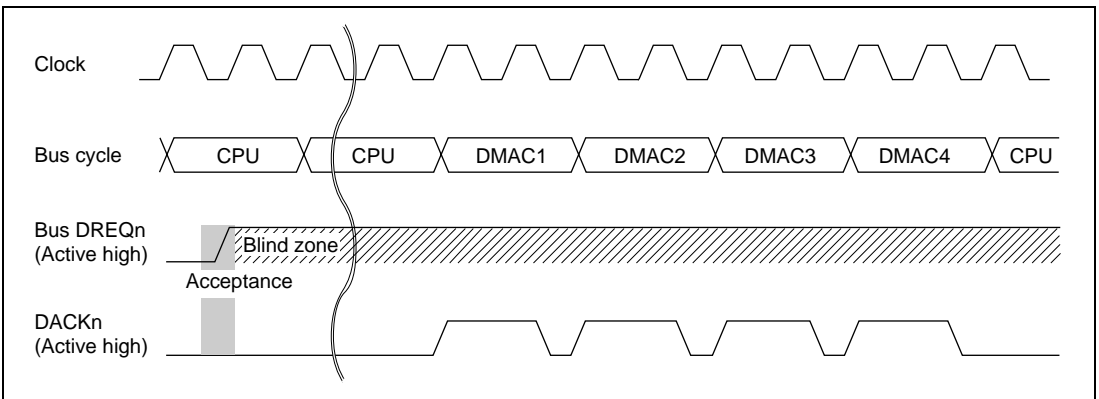 Clock
Bus cycle
CPU
CPU
DMAC1
DMAC2
DMAC3
DMAC4
CPU
Bus DREQn
(Active high)
Blind zone
Acceptance
DACKn
(Active high)